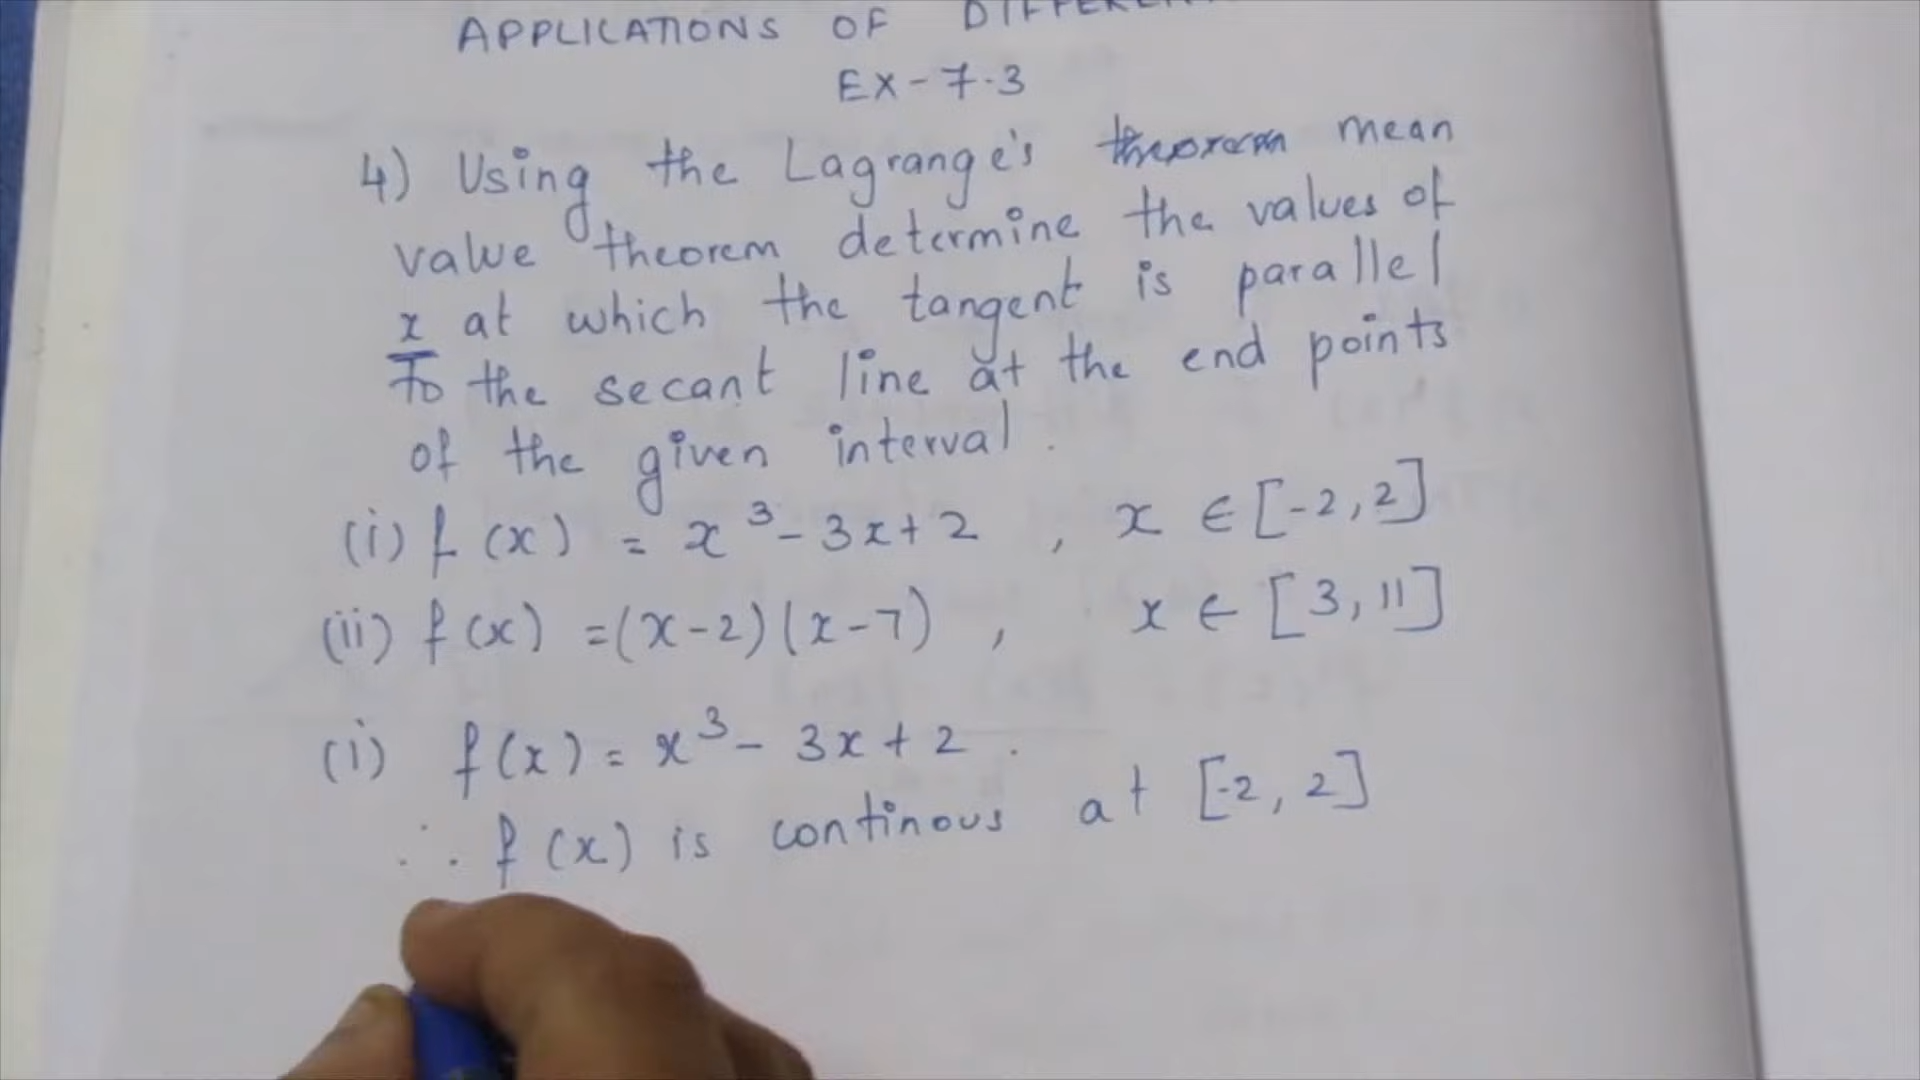 APPLICATIONS OF
EX-7.3
4) Using the Lagrange's theorem mean
value theorem determine the values of
x at which the tangent is parallel
To the secant line at the end points
of the given interval.
(i) f(x) = x³-3x+2 , x ∈ [-2,2]
(ii) f(x) =(x-2)(x-7) , x ∈ [3,11]
(i) f(x) = x³- 3x+2 .
∴ f(x) is continous at [-2, 2]